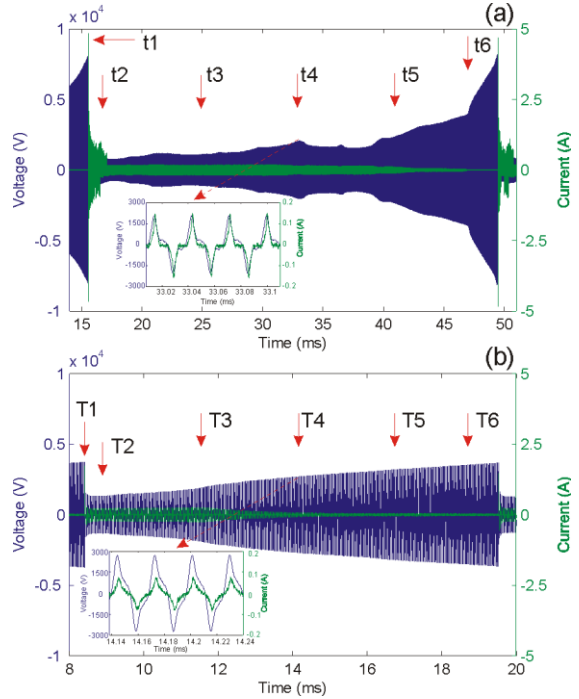 x 10⁴
(a)
1
5
t1
t6
t2
t3
t4
t5
0.5
2.5
Voltage (V)
0
0
Current (A)
3000
0.2
1500
0.1
Voltage (V)
0
0
Current (A)
-1500
-0.1
-3000
0.2
33.02 33.04 33.06 33.08 33.1
Time (ms)
-0.5
-2.5
-1
-5
15 20 25 30 35 40 45 50
Time (ms)
x 10⁴
(b)
1
5
T1
T3
T4
T5
T6
T2
0.5
2.5
Voltage (V)
0
0
Current (A)
3000
0.2
1500
0.1
Voltage (V)
0
0
Current (A)
-1500
0.1
-3000
0.2
14.14 14.16 14.18 14.2 14.22 14.24
Time (ms)
-0.5
-2.5
-1
-5
8 10 12 14 16 18 20
Time (ms)